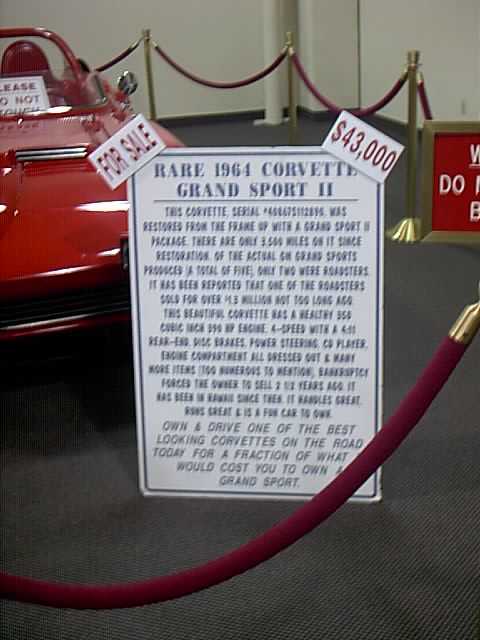 LEASE
O NOT
TOUCH
FOR SALE
$43,000
RARE 1964 CORVETTE
GRAND SPORT II
THIS CORVETTE, SERIAL WAS
RESTORED FROM THE FRAME UP WITH A GRAND SPORT II
PACKAGE. THERE ARE ONLY 3,500 MILES ON IT SINCE
RESTORATION. OF THE ACTUAL GM GRAND SPORTS
PRODUCED (A TOTAL OF FIVE), ONLY TWO WERE ROADSTERS.
IT HAS BEEN REPORTED THAT ONE OF THE ROADSTERS
SOLD FOR OVER $1.3 MILLION NOT TOO LONG AGO.
THIS BEAUTIFUL CORVETTE HAS A HEALTHY 350
CUBIC INCH 390 HP ENGINE, 4-SPEED WITH A 4:11
REAR-END, DISC BRAKES, POWER STEERING, CD PLAYER,
ENGINE COMPARTMENT ALL DRESSED OUT & MANY
MORE ITEMS (TOO NUMEROUS TO MENTION). BANKRUPTCY
FORCED THE OWNER TO SELL 2 1/2 YEARS AGO. IT
HAS BEEN IN HAWAII SINCE THEN. IT HANDLES GREAT,
RUNS GREAT & IS A FUN CAR TO OWN.
OWN & DRIVE ONE OF THE BEST
LOOKING CORVETTES ON THE ROAD
TODAY FOR A FRACTION OF WHAT
WOULD COST YOU TO OWN A
GRAND SPORT.
W
DO
B